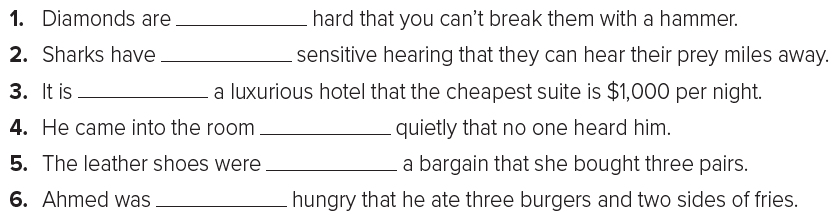 1. Diamonds are ____________ hard that you can’t break them with a hammer.
2. Sharks have ____________ sensitive hearing that they can hear their prey miles away.
3. It is ____________ a luxurious hotel that the cheapest suite is $1,000 per night.
4. He came into the room ____________ quietly that no one heard him.
5. The leather shoes were ____________ a bargain that she bought three pairs.
6. Ahmed was ____________ hungry that he ate three burgers and two sides of fries.